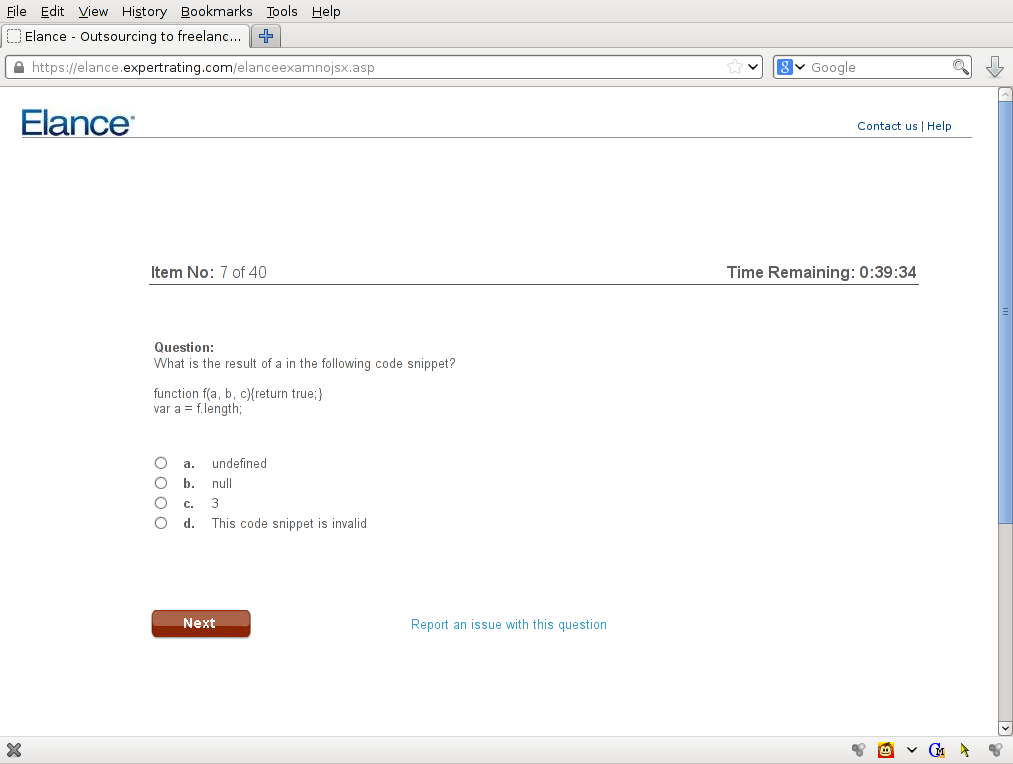 File Edit View History Bookmarks Tools Help
Elance - Outsourcing to freelanc...
https://elance.expertrating.com/elanceexamnojsx.asp
8 Google
Elance
Contact us | Help
Item No: 7 of 40 Time Remaining: 0:39:34
Question:
What is the result of a in the following code snippet?
function f(a, b, c){return true;}
var a = f.length;
a. undefined
b. null
c. 3
d. This code snippet is invalid
Next Report an issue with this question